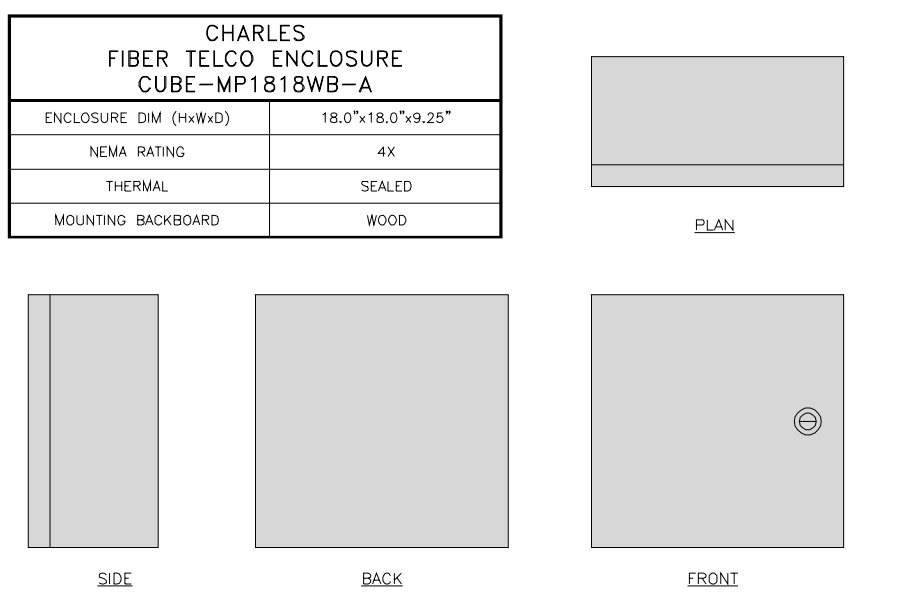 CHARLES
FIBER TELCO ENCLOSURE
CUBE-MP1818WB-A
ENCLOSURE DIM (HxWxD) 18.0"x18.0"x9.25"
NEMA RATING 4X
THERMAL SEALED
MOUNTING BACKBOARD WOOD
PLAN
SIDE
BACK
FRONT